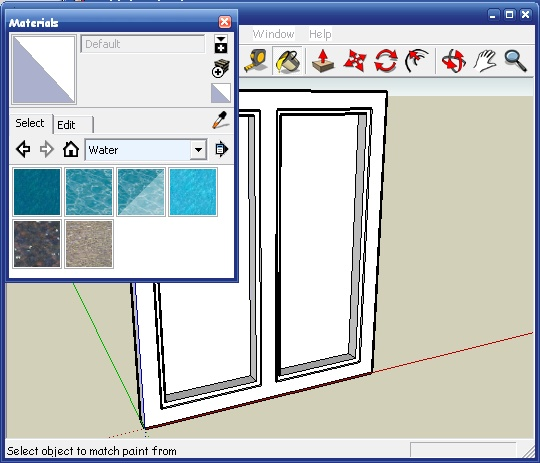 Materials
Window Help
Default
Select Edit
Water
Select object to match paint from